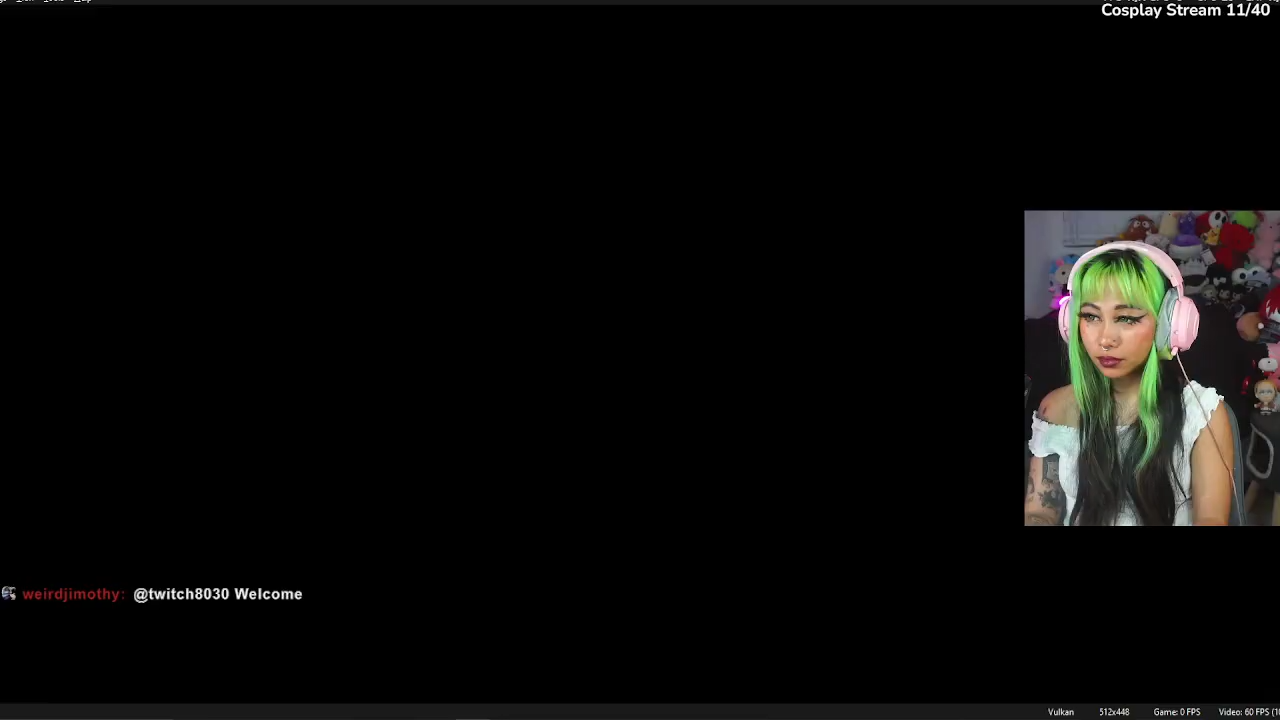 Cosplay Stream 11/40
weirdjimothy: @twitch8030 Welcome
Vulkan 512x448 Game: 0 FPS Video: 60 FPS